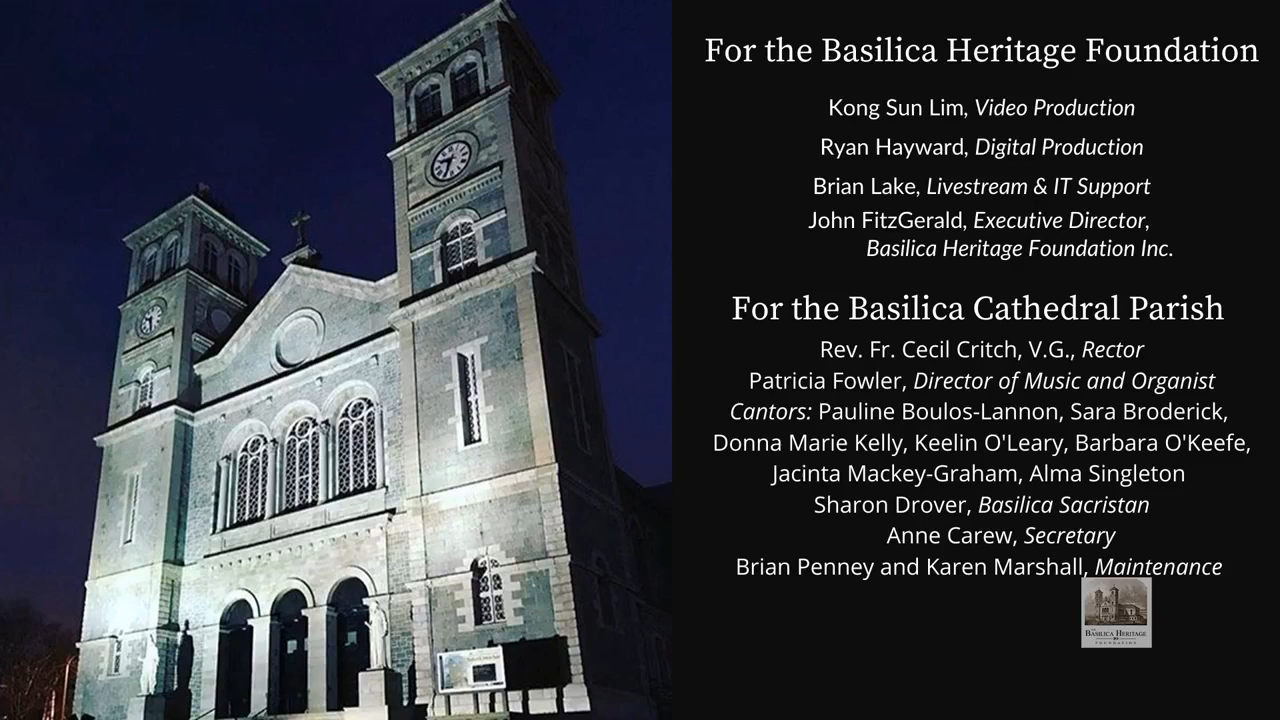 For the Basilica Heritage Foundation
Kong Sun Lim, Video Production
Ryan Hayward, Digital Production
Brian Lake, Livestream & IT Support
John FitzGerald, Executive Director,
Basilica Heritage Foundation Inc.
For the Basilica Cathedral Parish
Rev. Fr. Cecil Critch, V.G., Rector
Patricia Fowler, Director of Music and Organist
Cantors: Pauline Boulos-Lannon, Sara Broderick,
Donna Marie Kelly, Keelin O'Leary, Barbara O'Keefe,
Jacinta Mackey-Graham, Alma Singleton
Sharon Drover, Basilica Sacristan
Anne Carew, Secretary
Brian Penney and Karen Marshall, Maintenance
BASILICA HERITAGE
FOUNDATION